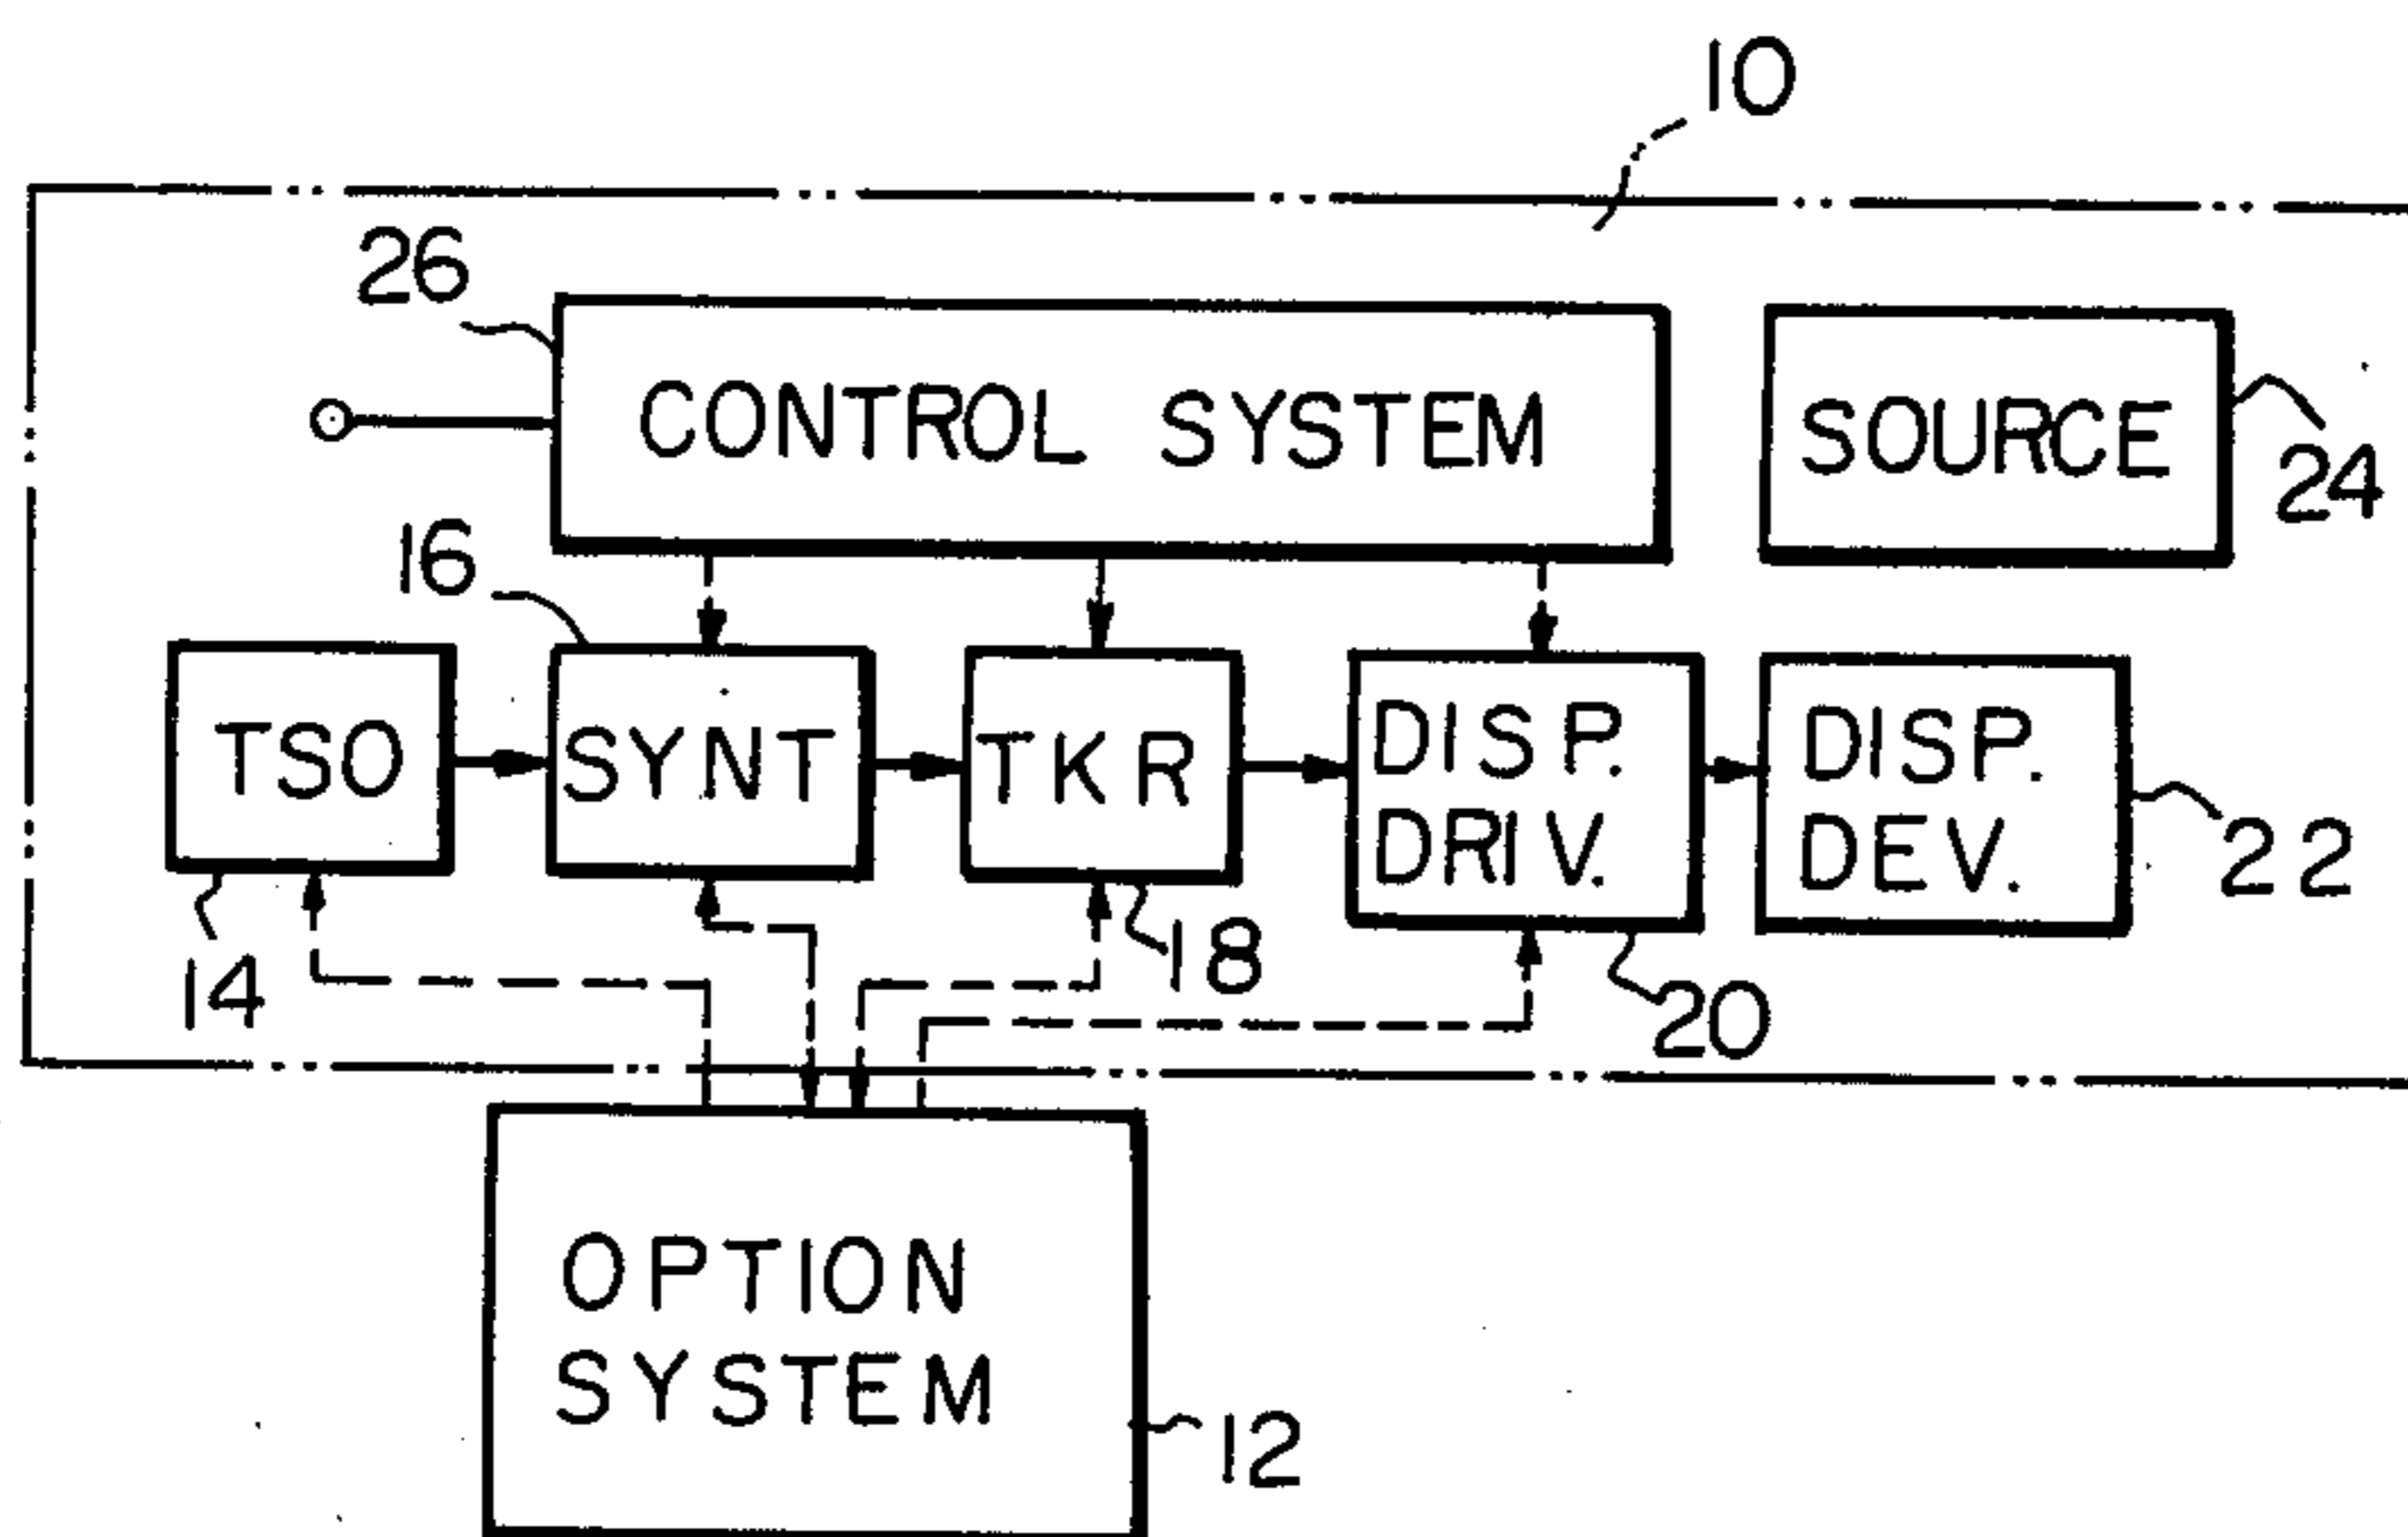 10
26
CONTROL SYSTEM
SOURCE
24
16
TSO
SYNT
TKR
DISP.
DRIV.
DISP.
DEV.
22
14
18
20
OPTION
SYSTEM
12